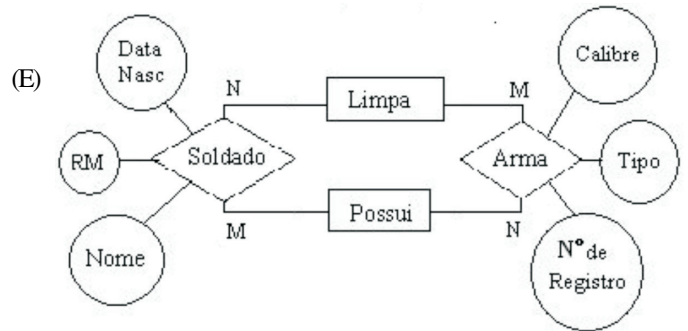 Data
Nasc
Calibre
(E)
N
Limpa
M
RM
Soldado
Arma
Tipo
M
Possui
N
Nome
Nº de
Registro